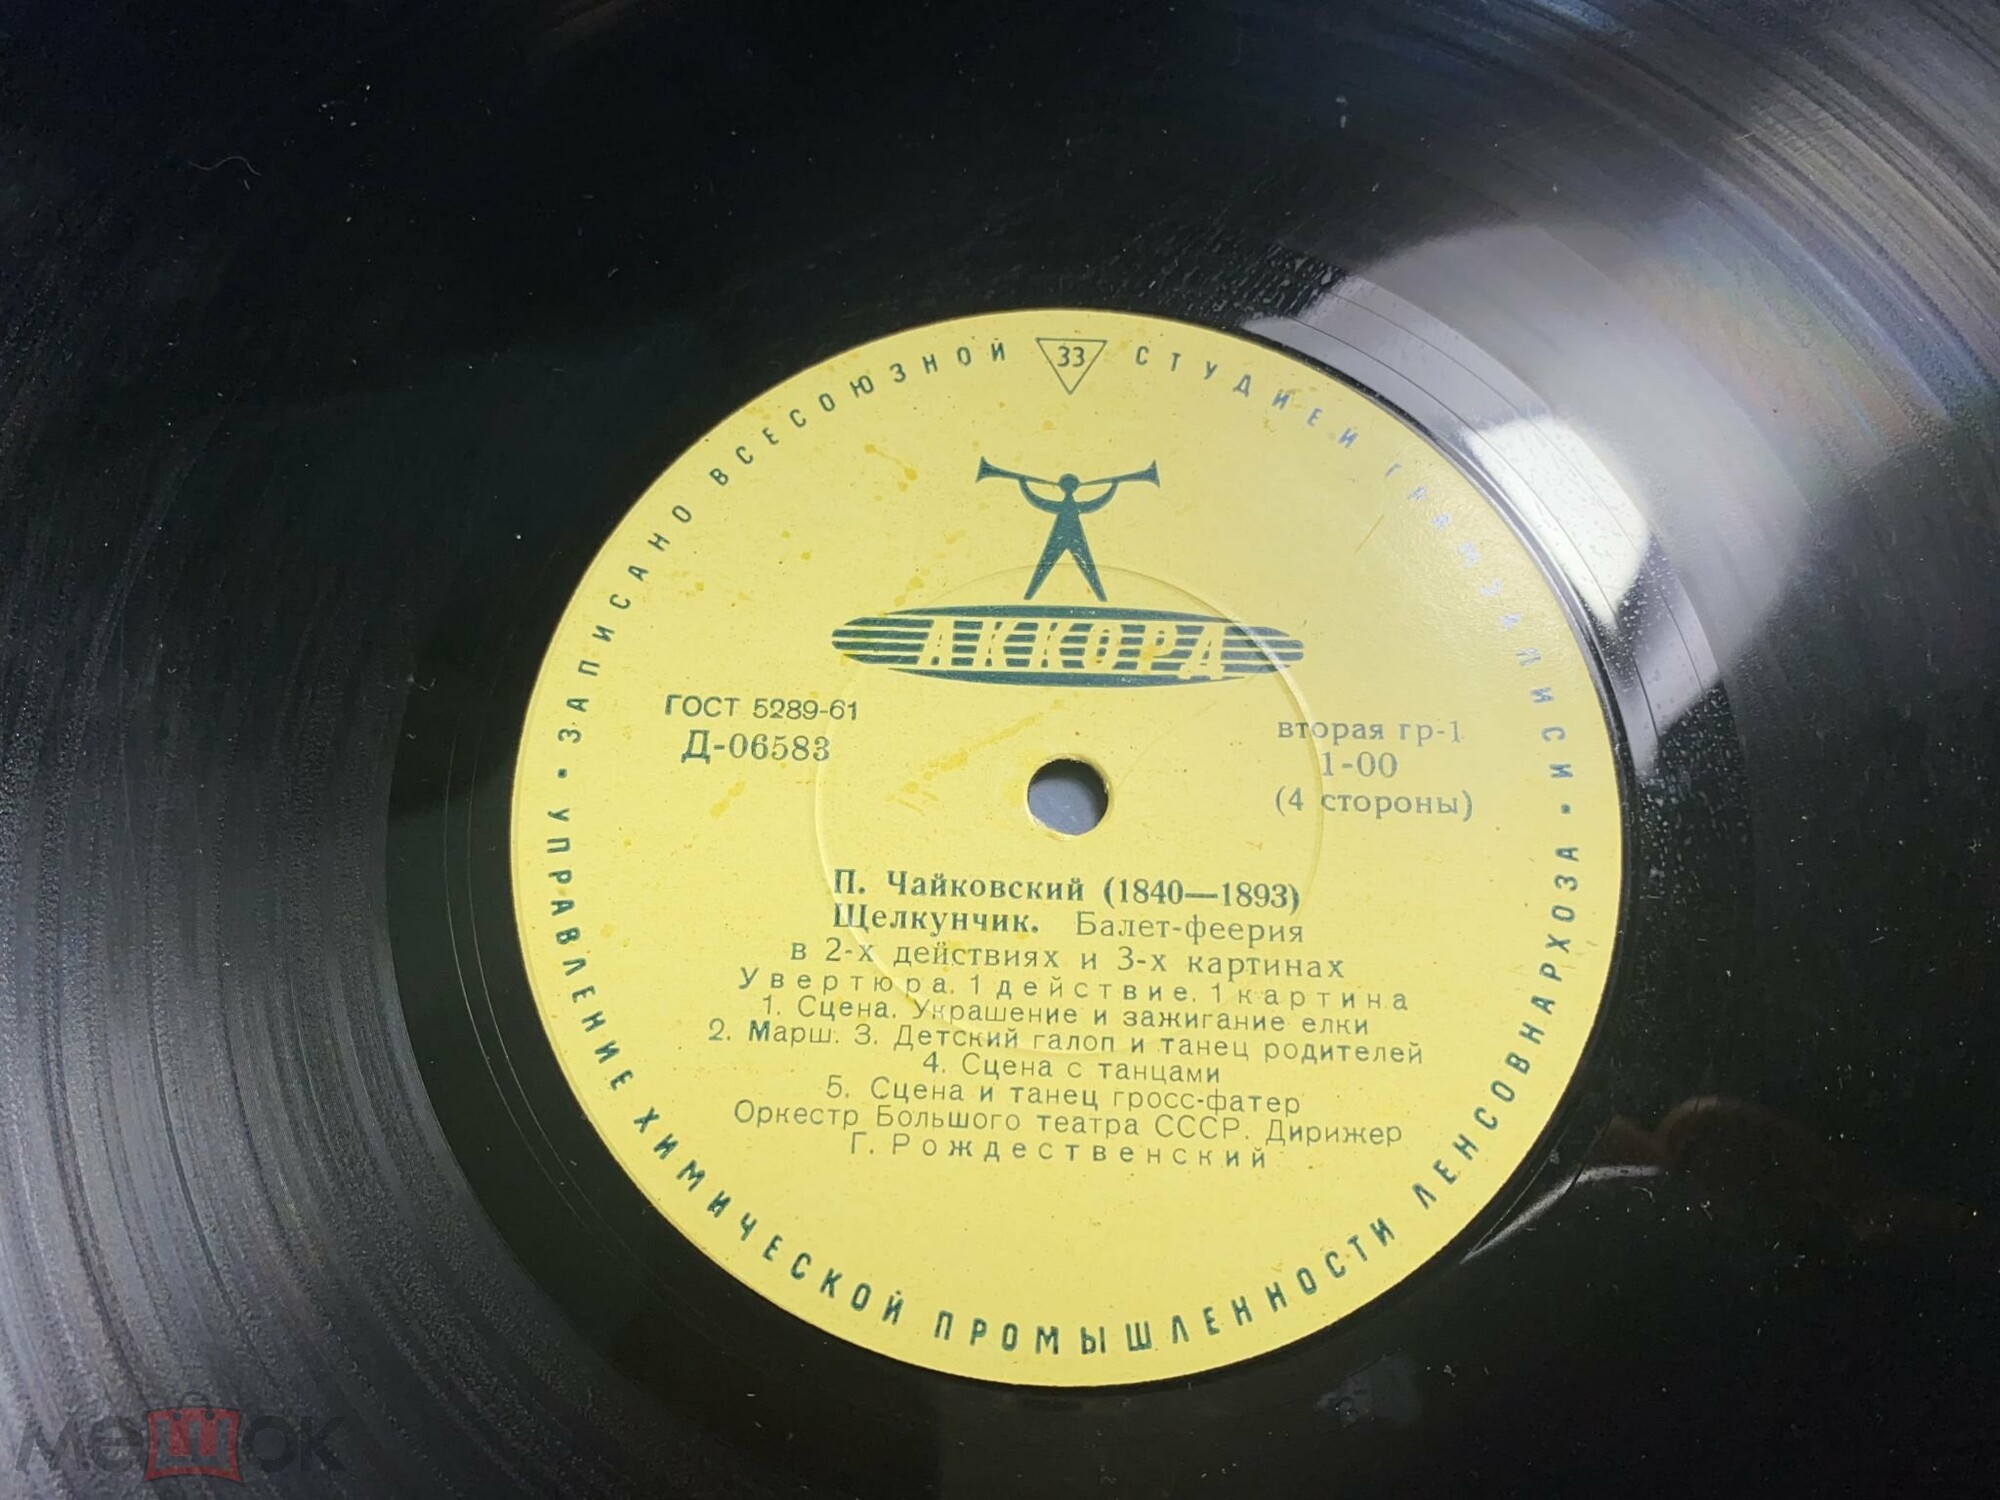 ЗАПИСАНО ВСЕСОЮЗНОЙ 33 СТУДИЕЙ ГРАМЗАПИСИ •
АККОРД
ГОСТ 5289-61
Д-06583
вторая гр-1
1-00
(4 стороны)
П. Чайковский (1840—1893)
Щелкунчик. Балет-феерия
в 2-х действиях и 3-х картинах
Увертюра. 1 действие. 1 картина
1. Сцена. Украшение и зажигание елки
2. Марш. 3. Детский галоп и танец родителей
4. Сцена с танцами
5. Сцена и танец гросс-фатер
Оркестр Большого театра СССР. Дирижер
Г. Рождественский
• УПРАВЛЕНИЕ ХИМИЧЕСКОЙ ПРОМЫШЛЕННОСТИ ЛЕНСОВНАРХОЗА
мешок